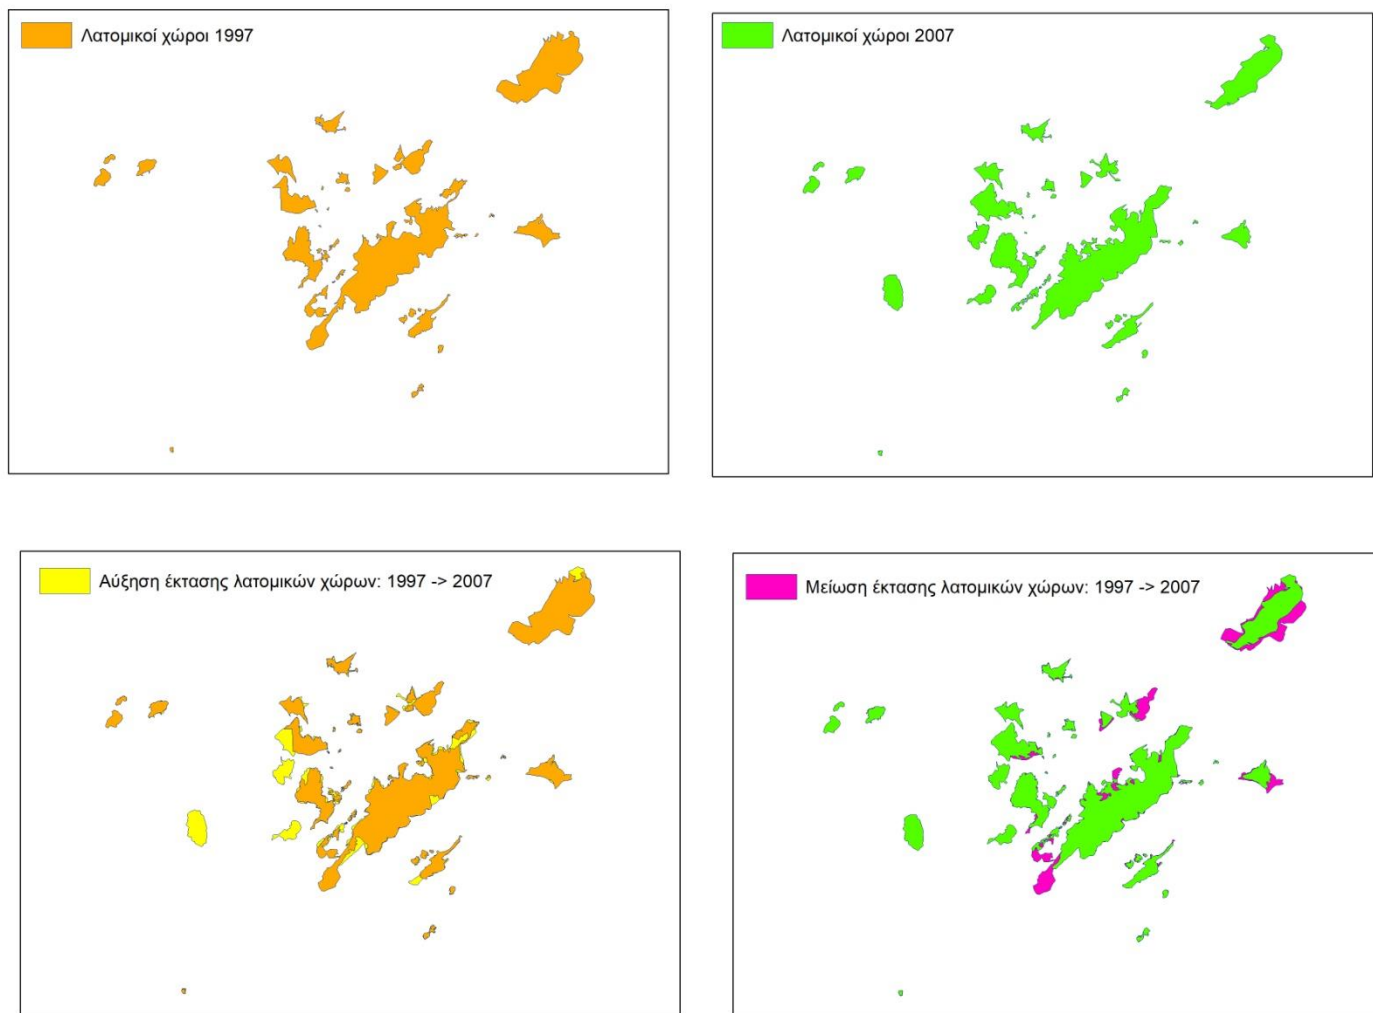 Λατομικοί χώροι 1997
Λατομικοί χώροι 2007
Αύξηση έκτασης λατομικών χώρων: 1997 -> 2007
Μείωση έκτασης λατομικών χώρων: 1997 -> 2007